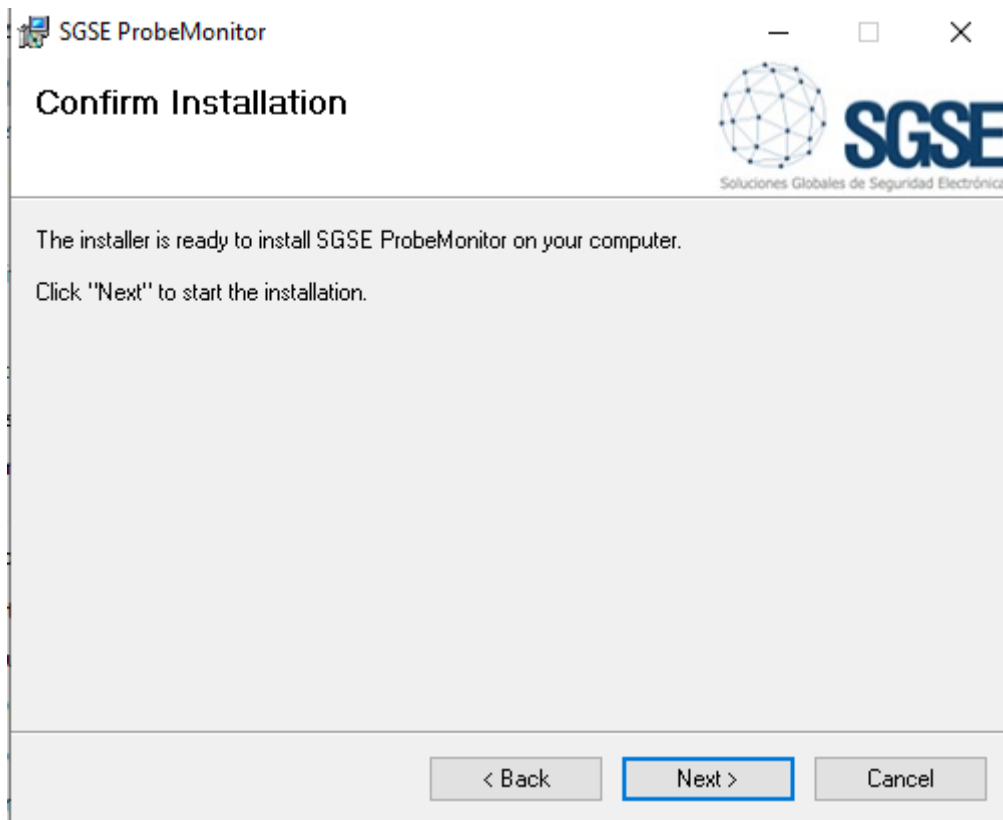 SGSE ProbeMonitor
Confirm Installation
SGSE
Soluciones Globales de Seguridad Electrónica
The installer is ready to install SGSE ProbeMonitor on your computer.
Click "Next" to start the installation.
< Back
Next >
Cancel